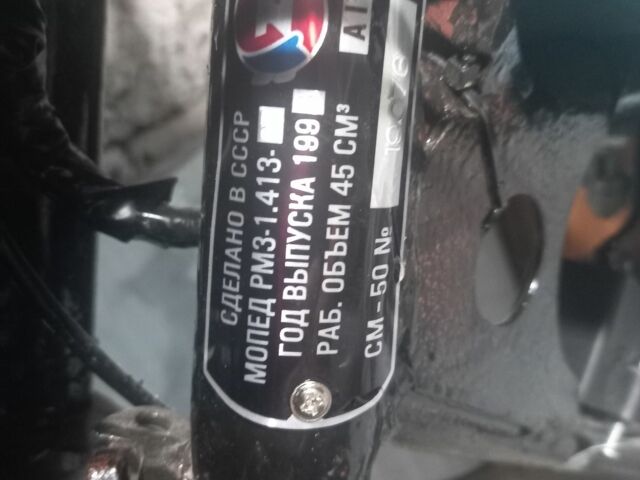 СДЕЛАНО В СССР
МОПЕД РМЗ-1.413-
ГОД ВЫПУСКА 199
РАБ. ОБЪЕМ 45 СМ³
СМ - 50 №